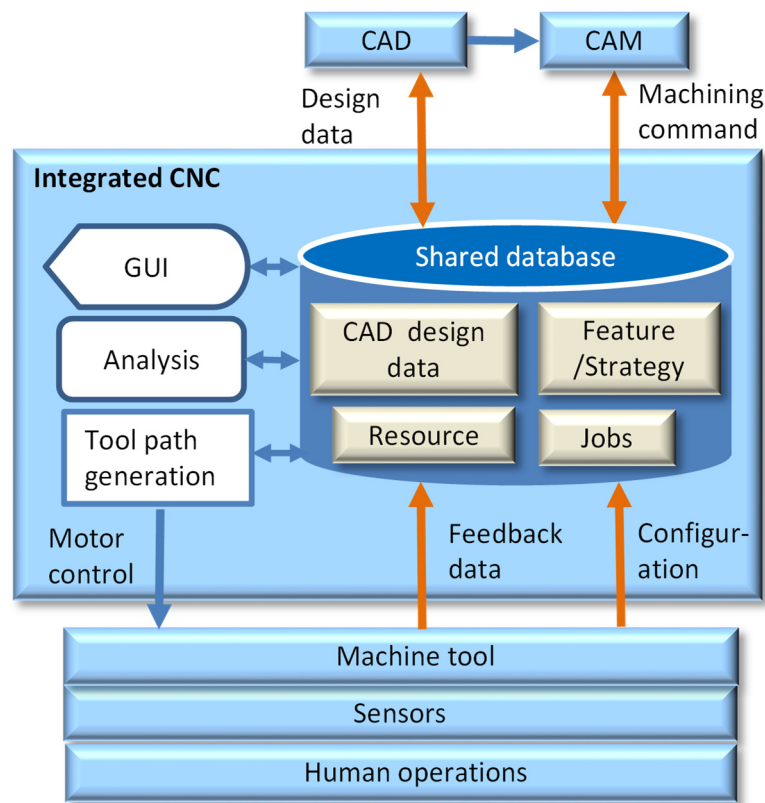 CAD
CAM
Design
data
Machining
command
Integrated CNC
GUI
Shared database
Analysis
CAD design
data
Feature
/Strategy
Tool path
generation
Resource
Jobs
Motor
control
Feedback
data
Configur-
ation
Machine tool
Sensors
Human operations